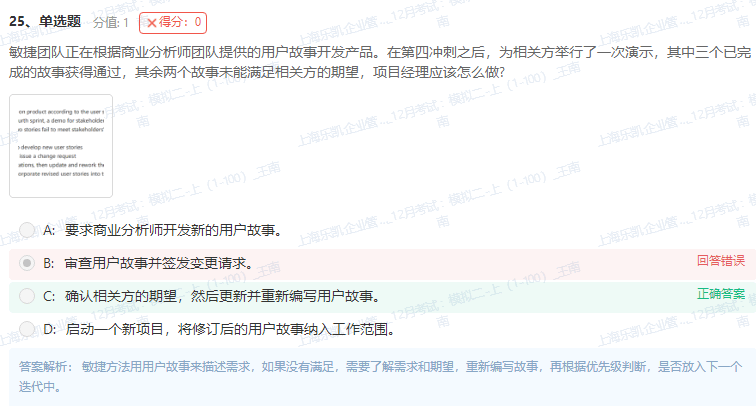 25、单选题 分值: 1 ×得分：0
敏捷团队正在根据商业分析师团队提供的用户故事开发产品。在第四冲刺之后，为相关方举行了一次演示，其中三个已完
成的故事获得通过，其余两个故事未能满足相关方的期望，项目经理应该怎么做?
on product according to the user s
urth sprint, a demo for stakeholder
o stories fail to meet stakeholders'
develop new user stories
issue a change request
ations, then update and rework the
orporate revised user stories into t
A: 要求商业分析师开发新的用户故事。
B: 审查用户故事并签发变更请求。 回答错误
C: 确认相关方的期望，然后更新并重新编写用户故事。 正确答案
D: 启动一个新项目，将修订后的用户故事纳入工作范围。
答案解析: 敏捷方法用用户故事来描述需求，如果没有满足，需要了解需求和期望，重新编写故事，再根据优先级判断，是否放入下一个
迭代中。
上海乐凯企业管..._12月考试：模拟二-上（1-100）_王南